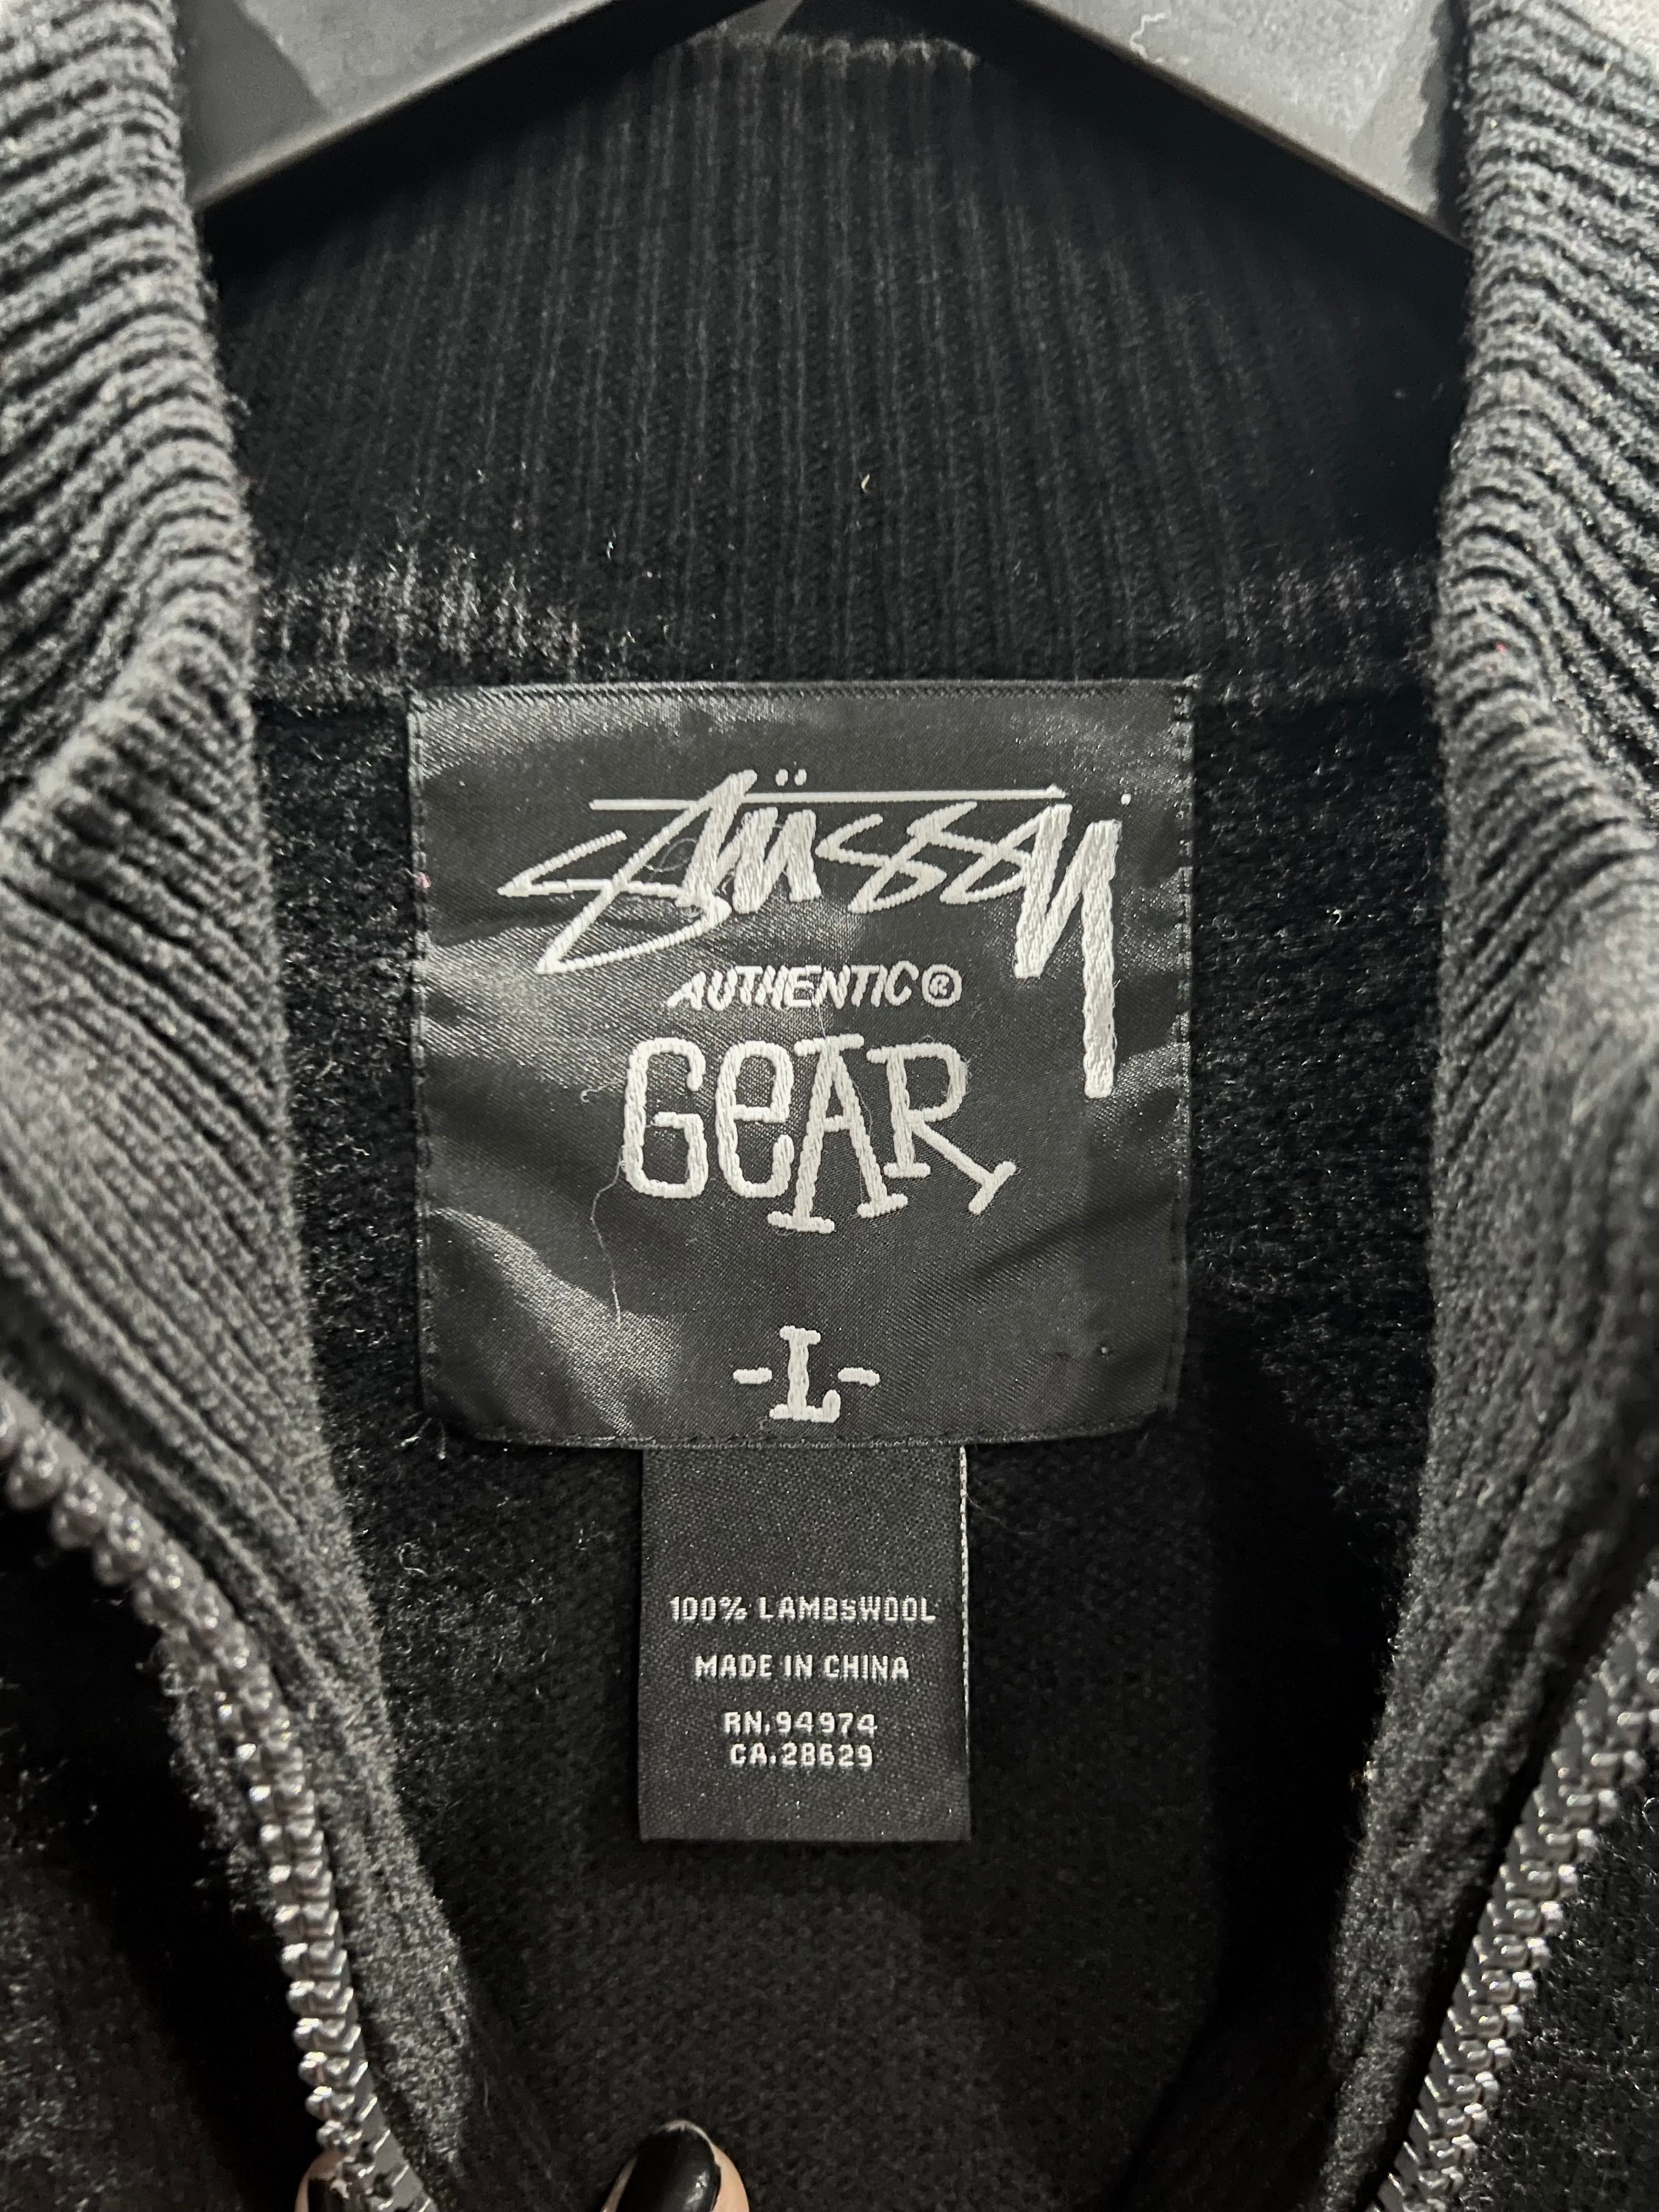 Stüssy
AUTHENTIC®
GeAR
-L-
100% LAMBSWOOL
MADE IN CHINA
RN.94974
CA.28629